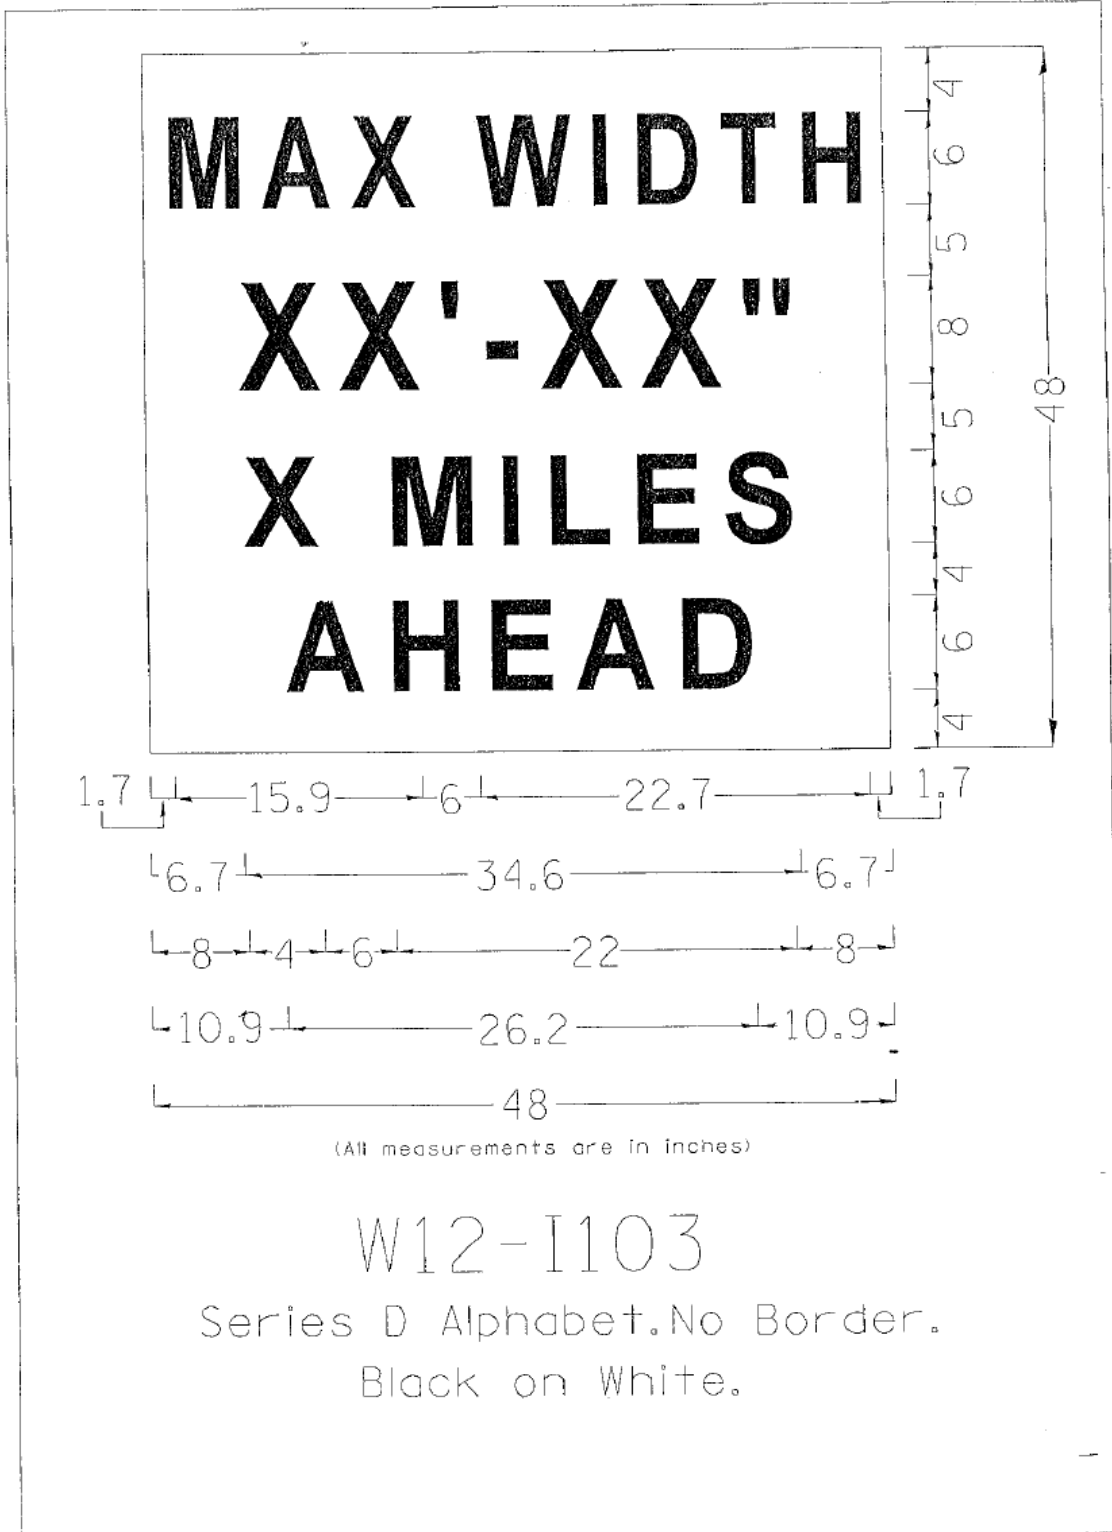 MAX WIDTH
XX'-XX"
X MILES
AHEAD
4
6
5
8
5
6
4
6
4
48
1.7 15.9 6 22.7 1.7
6.7 34.6 6.7
8 4 6 22 8
10.9 26.2 10.9
48
(All measurements are in inches)
W12-I103
Series D Alphabet. No Border.
Black on White.